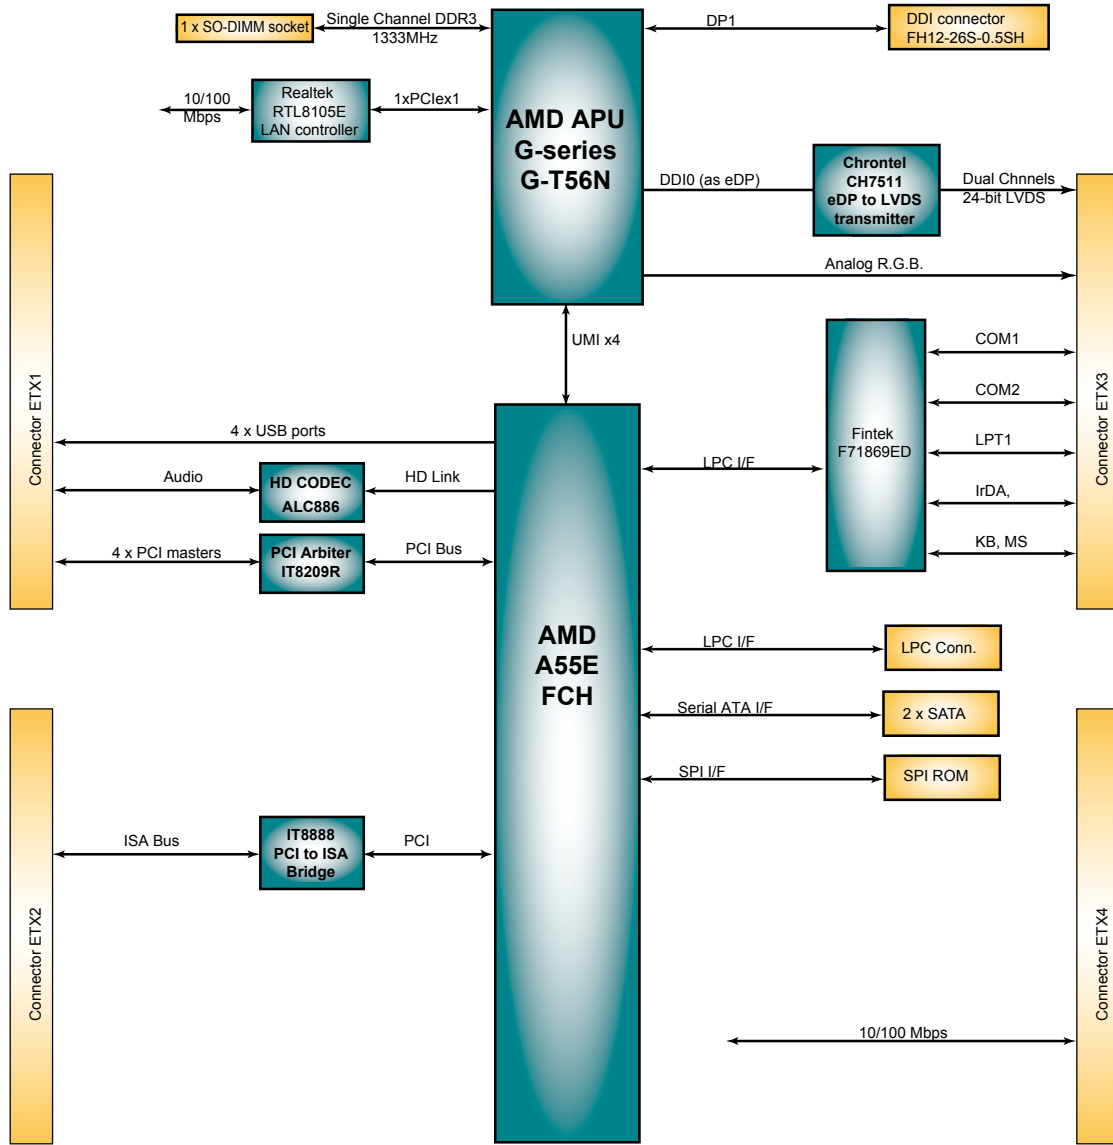 1 x SO-DIMM socket
Single Channel DDR3
1333MHz
DP1
DDI connector
FH12-26S-0.5SH
10/100
Mbps
Realtek
RTL8105E
LAN controller
1xPCIex1
AMD APU
G-series
G-T56N
DDI0 (as eDP)
Chrontel
CH7511
eDP to LVDS
transmitter
Dual Chnnels
24-bit LVDS
Analog R.G.B.
UMI x4
Connector ETX1
4 x USB ports
Audio
HD CODEC
ALC886
HD Link
4 x PCI masters
PCI Arbiter
IT8209R
PCI Bus
LPC I/F
Fintek
F71869ED
COM1
COM2
LPT1
IrDA,
KB, MS
Connector ETX3
AMD
A55E
FCH
LPC I/F
LPC Conn.
Serial ATA I/F
2 x SATA
SPI I/F
SPI ROM
Connector ETX2
ISA Bus
IT8888
PCI to ISA
Bridge
PCI
10/100 Mbps
Connector ETX4